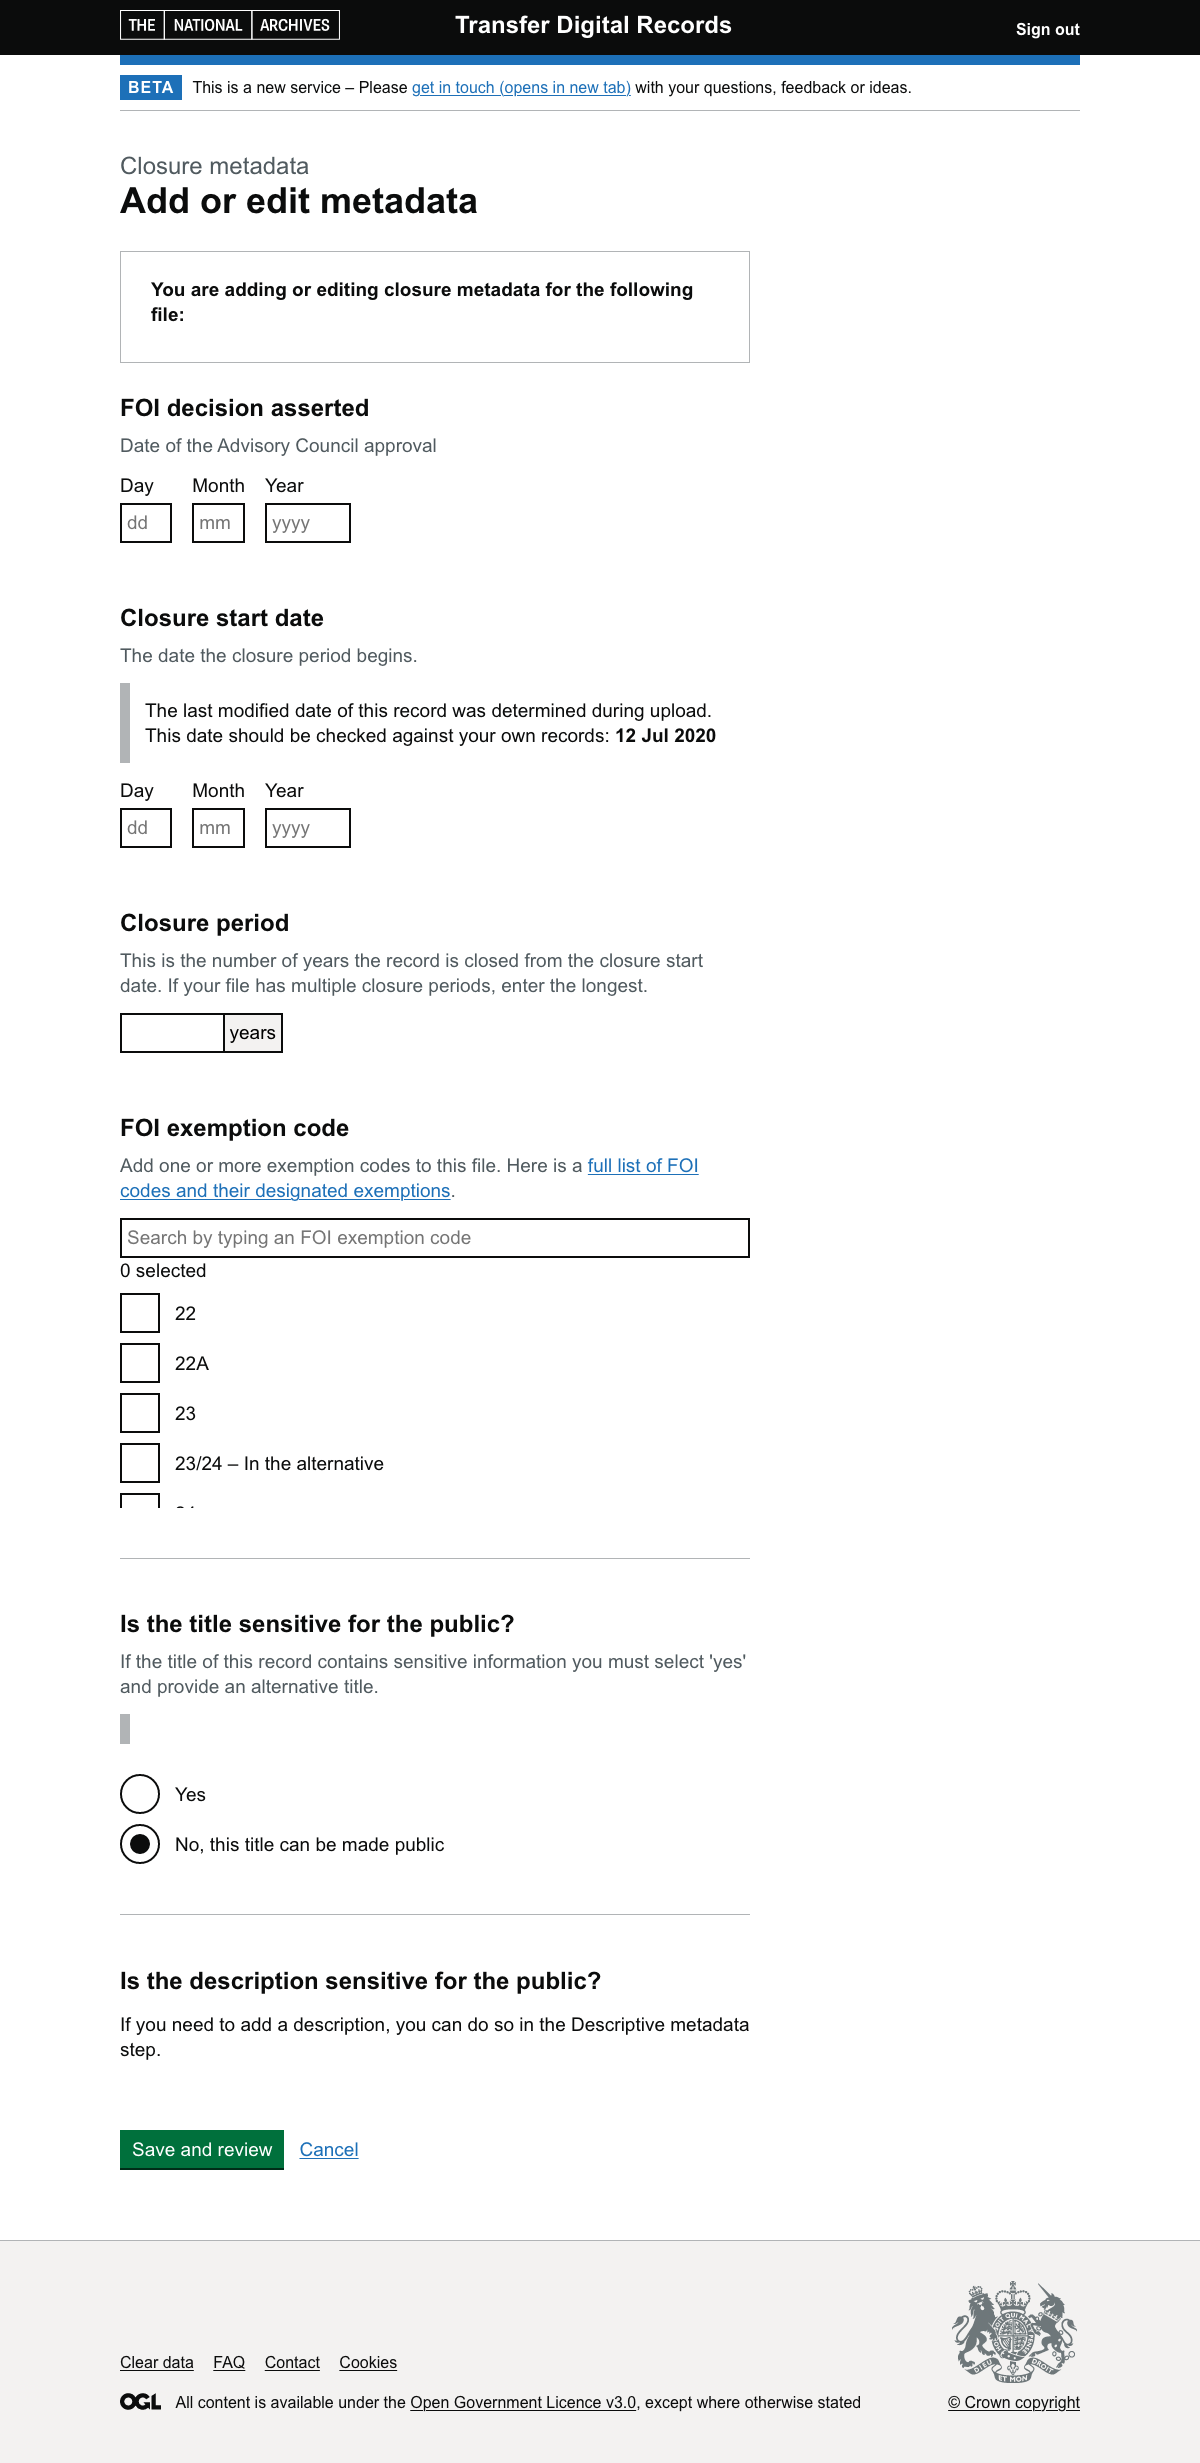 THE NATIONAL ARCHIVES
Transfer Digital Records
Sign out
BETA This is a new service – Please get in touch (opens in new tab) with your questions, feedback or ideas.
Closure metadata
Add or edit metadata
You are adding or editing closure metadata for the following
file:
FOI decision asserted
Date of the Advisory Council approval
Day Month Year
dd mm yyyy
Closure start date
The date the closure period begins.
The last modified date of this record was determined during upload.
This date should be checked against your own records: 12 Jul 2020
Day Month Year
dd mm yyyy
Closure period
This is the number of years the record is closed from the closure start
date. If your file has multiple closure periods, enter the longest.
years
FOI exemption code
Add one or more exemption codes to this file. Here is a full list of FOI
codes and their designated exemptions.
Search by typing an FOI exemption code
0 selected
22
22A
23
23/24 – In the alternative
Is the title sensitive for the public?
If the title of this record contains sensitive information you must select 'yes'
and provide an alternative title.
Yes
No, this title can be made public
Is the description sensitive for the public?
If you need to add a description, you can do so in the Descriptive metadata
step.
Save and review Cancel
Clear data FAQ Contact Cookies
OGL All content is available under the Open Government Licence v3.0, except where otherwise stated
© Crown copyright